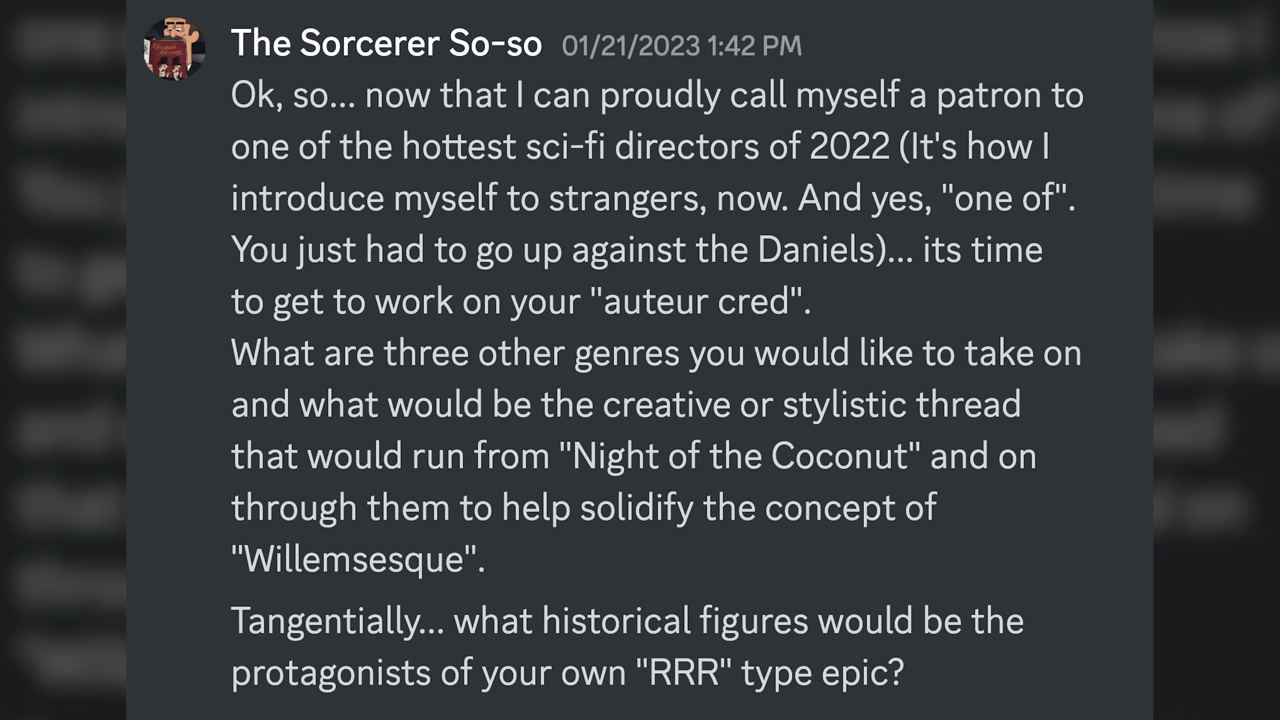 The Sorcerer So-so 01/21/2023 1:42 PM
Ok, so... now that I can proudly call myself a patron to
one of the hottest sci-fi directors of 2022 (It's how I
introduce myself to strangers, now. And yes, "one of".
You just had to go up against the Daniels)... its time
to get to work on your "auteur cred".
What are three other genres you would like to take on
and what would be the creative or stylistic thread
that would run from "Night of the Coconut" and on
through them to help solidify the concept of
"Willemsesque".
Tangentially... what historical figures would be the
protagonists of your own "RRR" type epic?